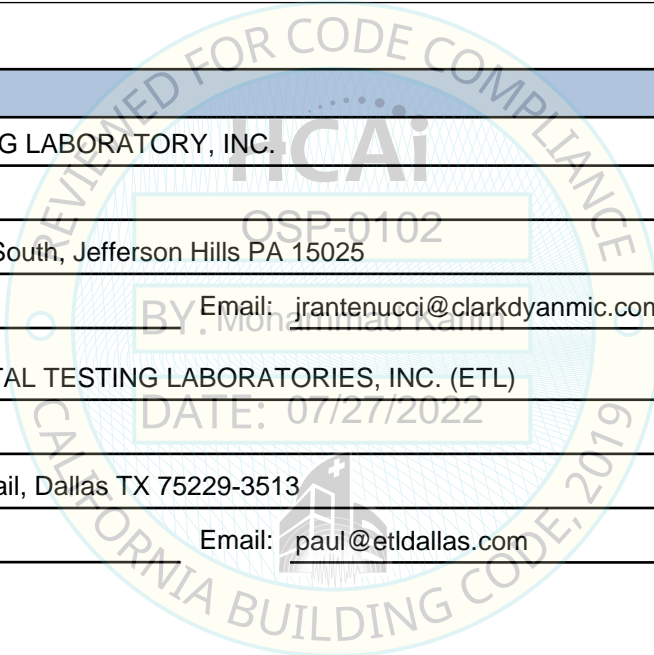 REVIEWED FOR CODE COMPLIANCE
HCAi
G LABORATORY, INC.
OSP-0102
South, Jefferson Hills PA 15025
Email: jrantenucci@clarkdyanmic.com
BY: Mohammad Karim
TAL TESTING LABORATORIES, INC. (ETL)
DATE: 07/27/2022
ail, Dallas TX 75229-3513
Email: paul@etldallas.com
CALIFORNIA BUILDING CODE, 2019